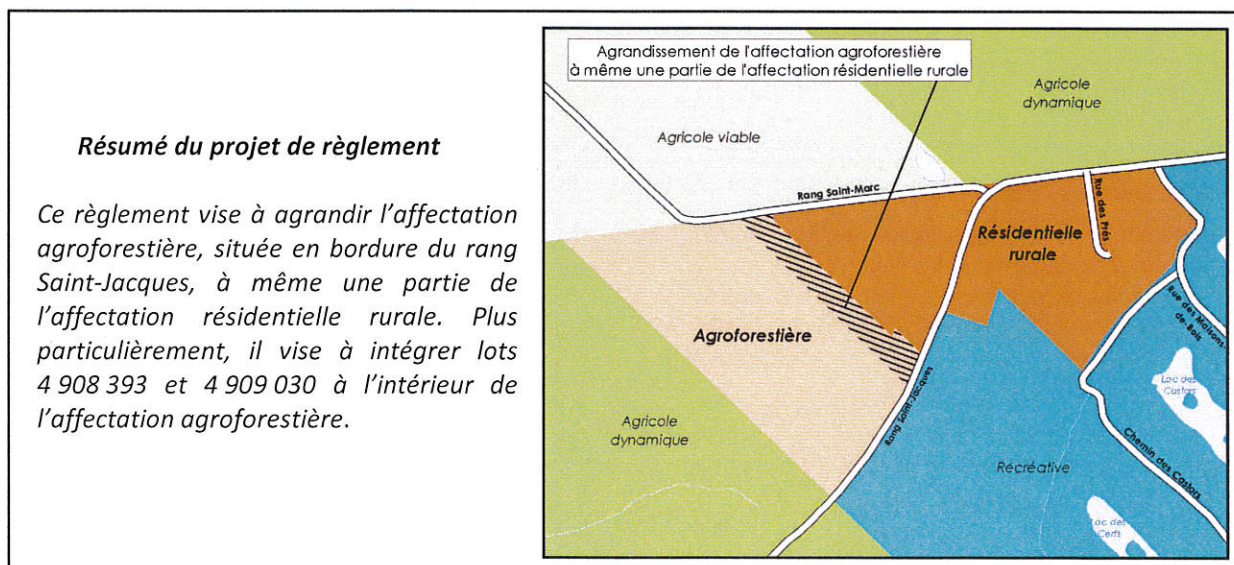 Résumé du projet de règlement
Ce règlement vise à agrandir l'affectation
agroforestière, située en bordure du rang
Saint-Jacques, à même une partie de
l'affectation résidentielle rurale. Plus
particulièrement, il vise à intégrer lots
4 908 393 et 4 909 030 à l'intérieur de
l'affectation agroforestière.
Agrandissement de l'affectation agroforestière
à même une partie de l'affectation résidentielle rurale
Agricole
dynamique
Agricole viable
Rang Saint-Marc
Rue des Prés
Résidentielle
rurale
Rue des Maisons-
de-Bois
Agroforestière
Lac des
Castors
Rang Saint-Jacques
Agricole
dynamique
Récréative
Chemin des Castors
Lac des
Cerfs